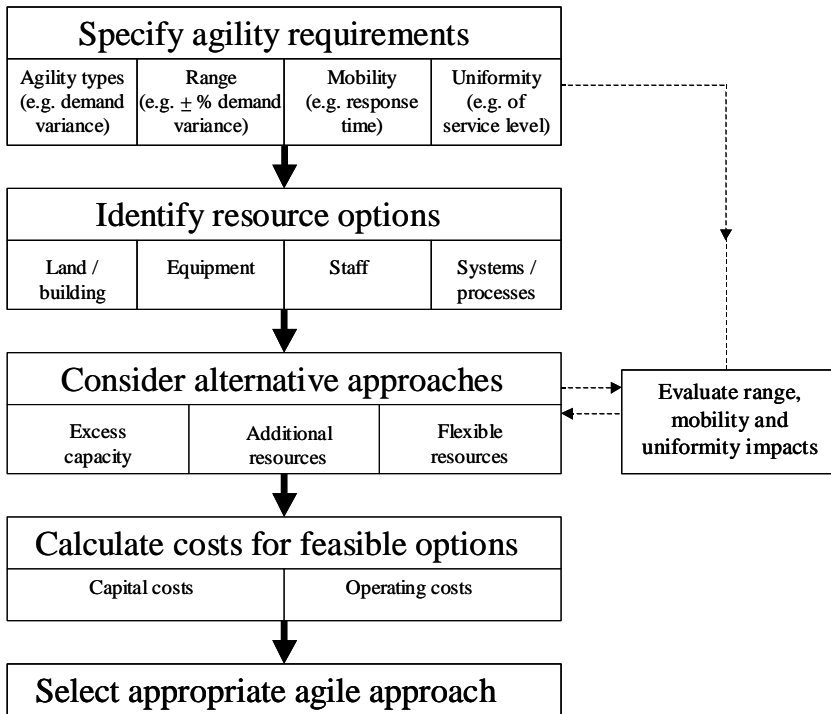 Specify agility requirements
Agility types
(e.g. demand
variance)
Range
(e.g. ± % demand
variance)
Mobility
(e.g. response
time)
Uniformity
(e.g. of
service level)
Identify resource options
Land /
building
Equipment
Staff
Systems /
processes
Consider alternative approaches
Excess
capacity
Additional
resources
Flexible
resources
Evaluate range,
mobility and
uniformity impacts
Calculate costs for feasible options
Capital costs
Operating costs
Select appropriate agile approach